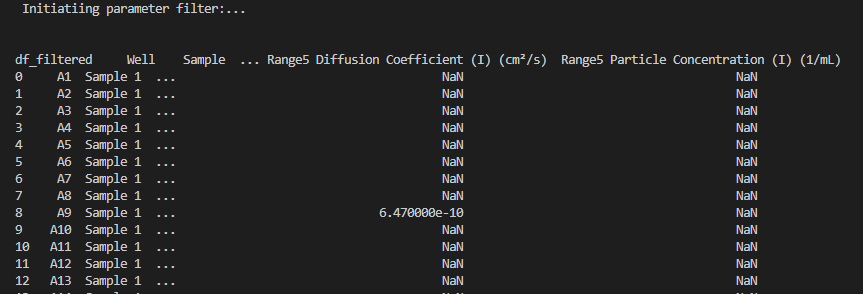 Initiatiing parameter filter:...
df_filtered Well Sample ... Range5 Diffusion Coefficient (I) (cm²/s) Range5 Particle Concentration (I) (1/mL)
0 A1 Sample 1 ... NaN NaN
1 A2 Sample 1 ... NaN NaN
2 A3 Sample 1 ... NaN NaN
3 A4 Sample 1 ... NaN NaN
4 A5 Sample 1 ... NaN NaN
5 A6 Sample 1 ... NaN NaN
6 A7 Sample 1 ... NaN NaN
7 A8 Sample 1 ... NaN NaN
8 A9 Sample 1 ... 6.470000e-10 NaN
9 A10 Sample 1 ... NaN NaN
10 A11 Sample 1 ... NaN NaN
11 A12 Sample 1 ... NaN NaN
12 A13 Sample 1 ... NaN NaN